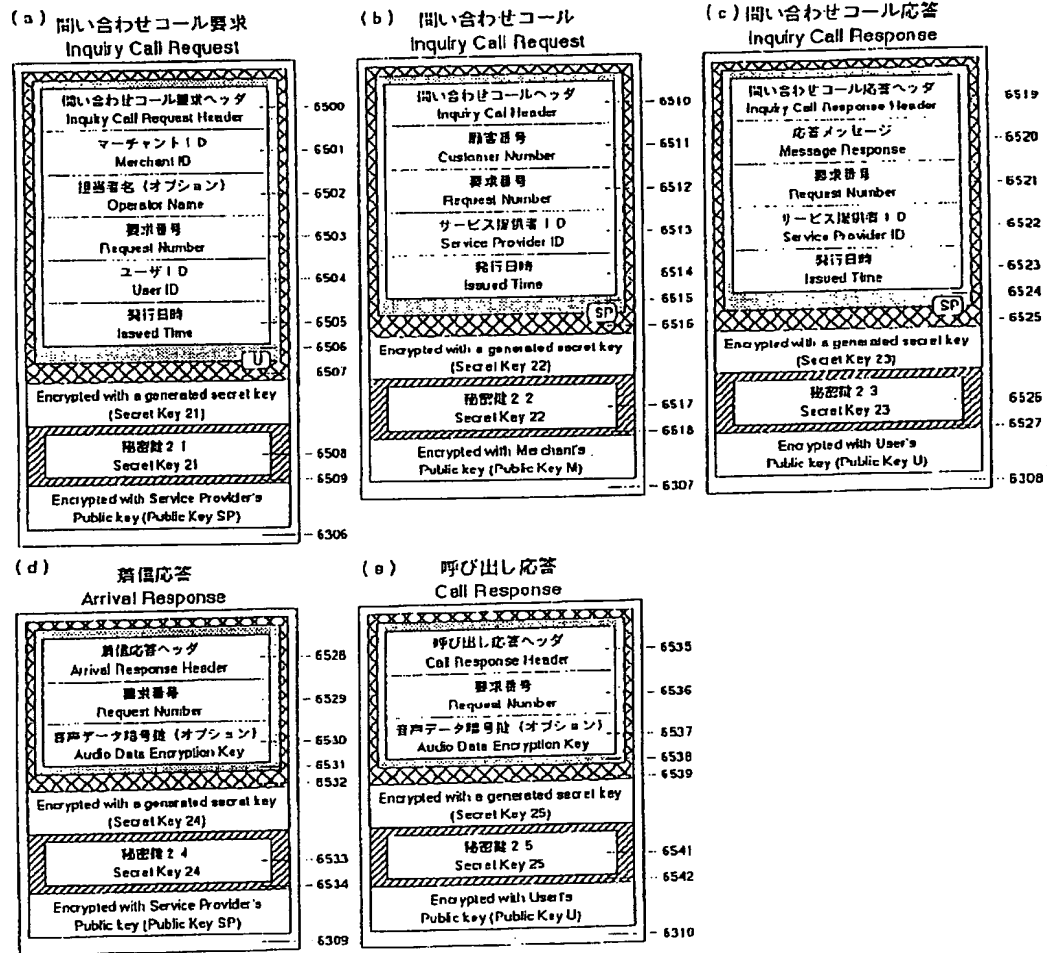 (a) 問い合わせコール要求
Inquiry Call Request
問い合わせコール要求ヘッダ
Inquiry Call Request Header
6500
マーチャントID
Merchant ID
6501
担当者名(オプション)
Operator Name
6502
要求番号
Request Number
6503
ユーザID
User ID
6504
発行日時
Issued Time
6505
6506
U
6507
Encrypted with a generated secret key
(Secret Key 21)
秘密鍵21
Secret Key 21
6508
6509
Encrypted with Service Provider's
Public key (Public Key SP)
6306
(b) 問い合わせコール
Inquiry Call Request
問い合わせコールヘッダ
Inquiry Cal Header
6510
顧客番号
Customer Number
6511
要求番号
Request Number
6512
サービス提供者ID
Service Provider ID
6513
発行日時
Issued Time
6514
6515
SP
6516
Encrypted with a generated secret key
(Secret Key 22)
秘密鍵22
Secret Key 22
6517
6518
Encrypted with Merchant's
Public key (Public Key M)
6307
(c) 問い合わせコール応答
Inquiry Call Response
問い合わせコール応答ヘッダ
Inquiry Call Response Header
6519
応答メッセージ
Message Response
6520
要求番号
Request Number
6521
サービス提供者ID
Service Provider ID
6522
発行日時
Issued Time
6523
6524
SP
6525
Encrypted with a generated secret key
(Secret Key 23)
秘密鍵23
Secret Key 23
6526
6527
Encrypted with User's
Public key (Public Key U)
6308
(d) 着信応答
Arrival Response
着信応答ヘッダ
Arrival Response Header
6528
要求番号
Request Number
6529
音声データ暗号鍵(オプション)
Audio Data Encryption Key
6530
6531
6532
Encrypted with a generated secret key
(Secret Key 24)
秘密鍵24
Secret Key 24
6533
6534
Encrypted with Service Provider's
Public key (Public Key SP)
6309
(e) 呼び出し応答
Call Response
呼び出し応答ヘッダ
Call Response Header
6535
要求番号
Request Number
6536
音声データ暗号鍵(オプション)
Audio Data Encryption Key
6537
6538
6539
Encrypted with a generated secret key
(Secret Key 25)
秘密鍵25
Secret Key 25
6541
6542
Encrypted with User's
Public key (Public Key U)
6310